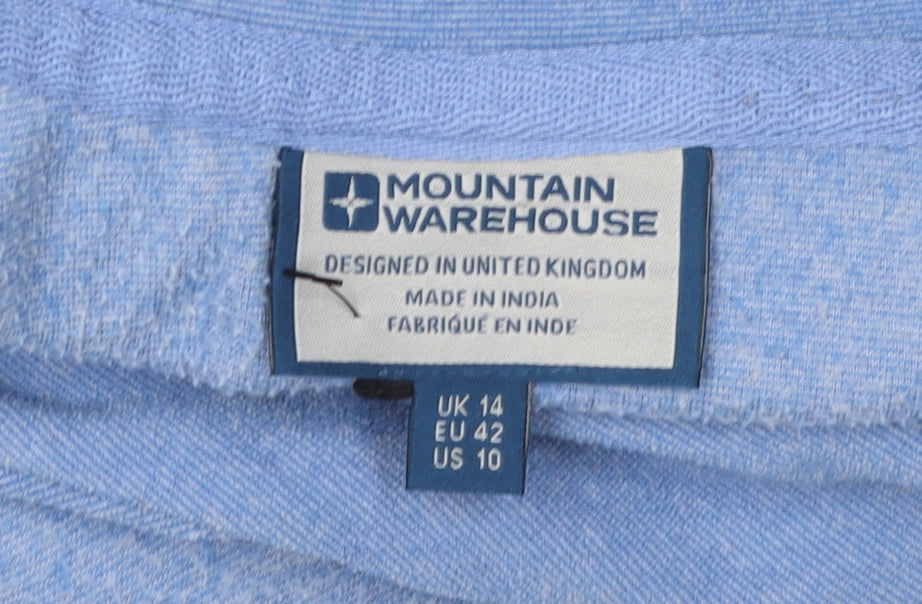 MOUNTAIN
WAREHOUSE
DESIGNED IN UNITED KINGDOM
MADE IN INDIA
FABRIQUÉ EN INDE
UK 14
EU 42
US 10